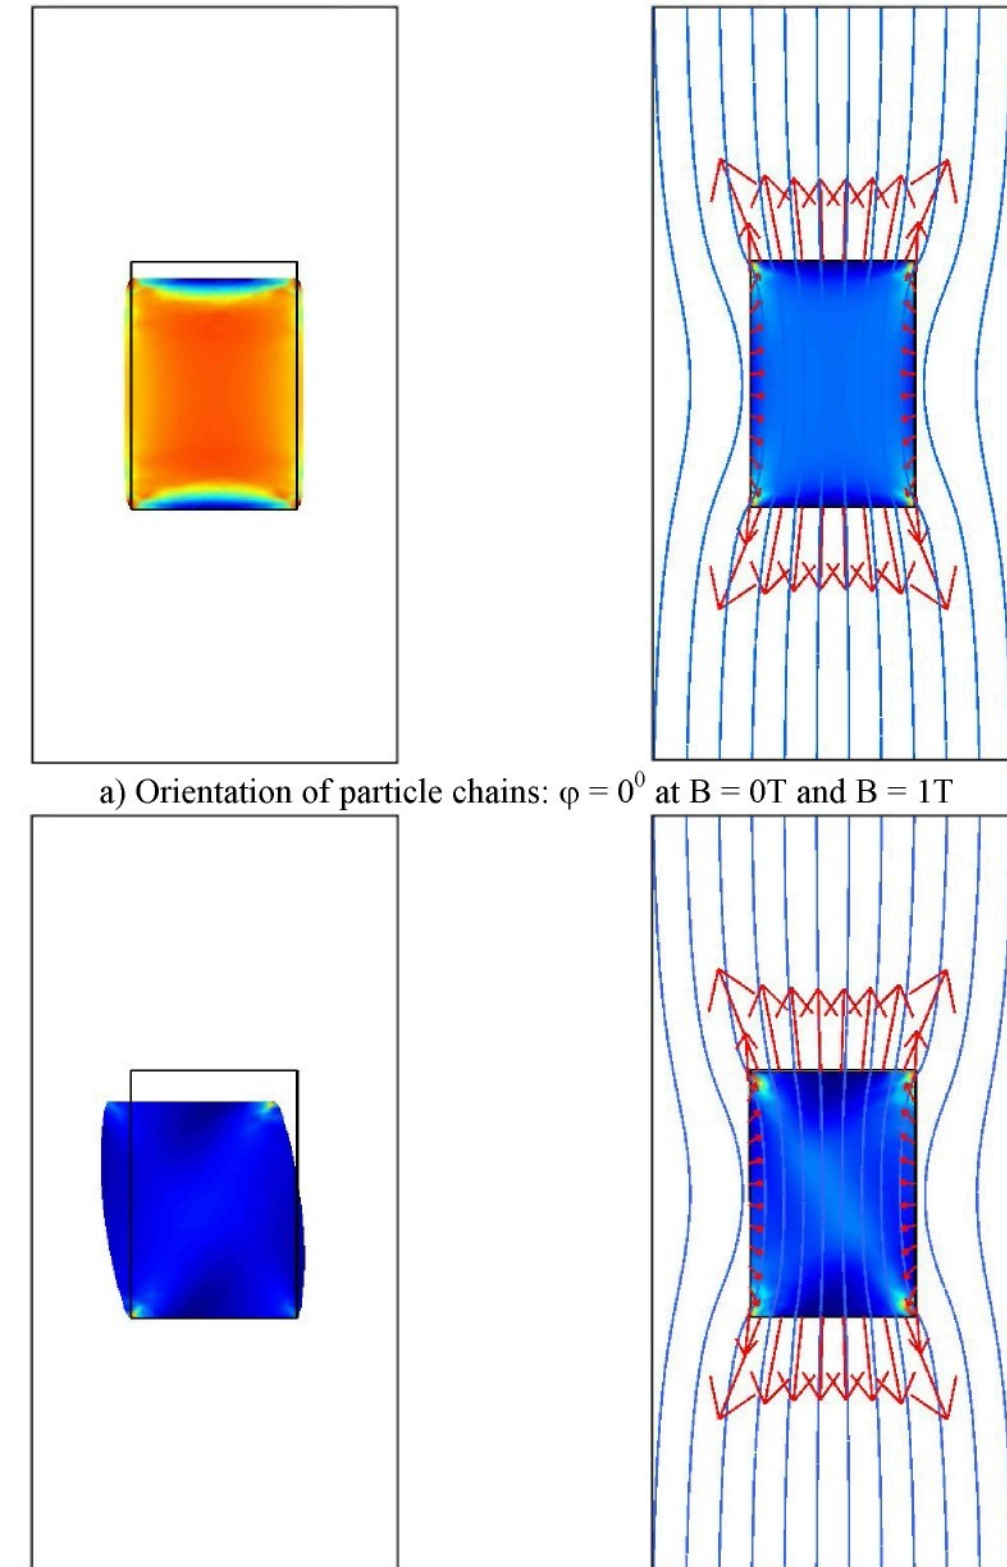 a) Orientation of particle chains: φ = 0⁰ at B = 0T and B = 1T